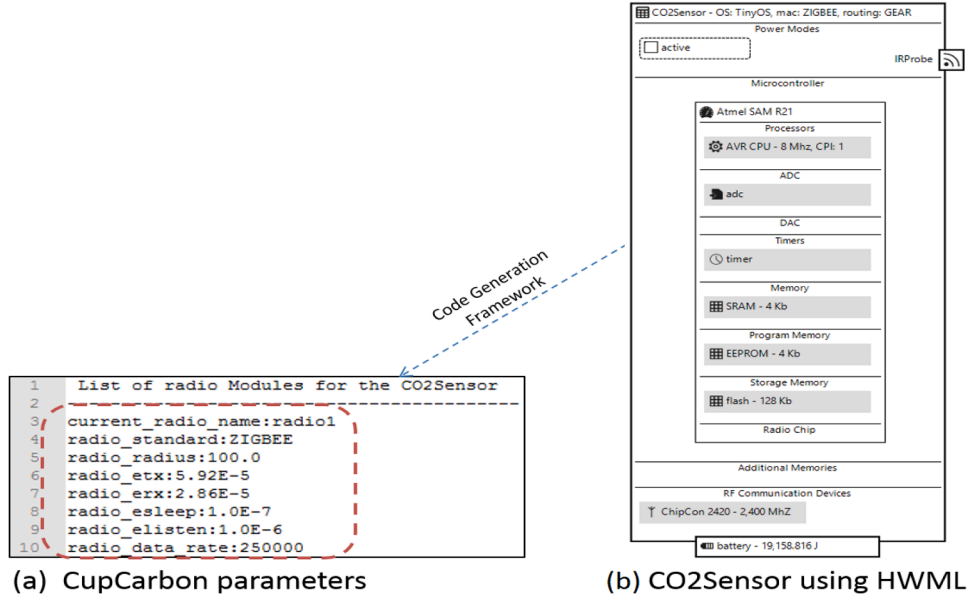 CO2Sensor - OS: TinyOS, mac: ZIGBEE, routing: GEAR
Power Modes
active
IRProbe
Microcontroller
Atmel SAM R21
Processors
AVR CPU - 8 Mhz, CPI: 1
ADC
adc
DAC
Timers
timer
Memory
SRAM - 4 Kb
Program Memory
EEPROM - 4 Kb
Storage Memory
flash - 128 Kb
Radio Chip
Additional Memories
RF Communication Devices
ChipCon 2420 - 2,400 MhZ
battery - 19,158.816 J
Code Generation
Framework
1 List of radio Modules for the CO2Sensor
2 --------------------------------------------
3 current_radio_name:radio1
4 radio_standard:ZIGBEE
5 radio_radius:100.0
6 radio_etx:5.92E-5
7 radio_erx:2.86E-5
8 radio_esleep:1.0E-7
9 radio_elisten:1.0E-6
10 radio_data_rate:250000
(a) CupCarbon parameters
(b) CO2Sensor using HWML